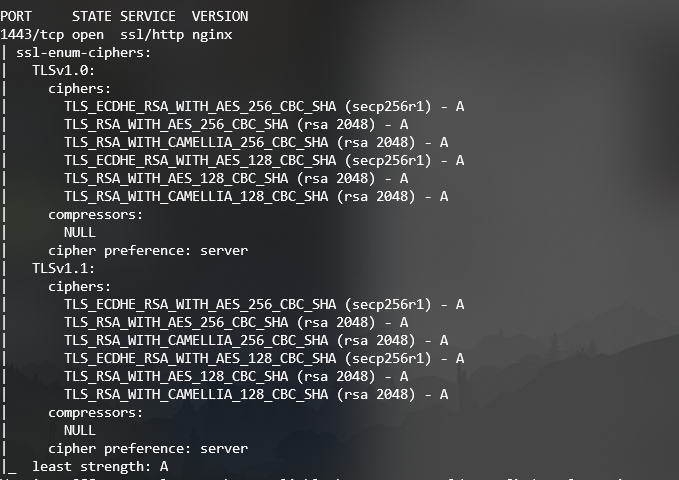 PORT     STATE SERVICE  VERSION
1443/tcp open  ssl/http nginx
| ssl-enum-ciphers:
|   TLSv1.0:
|     ciphers:
|       TLS_ECDHE_RSA_WITH_AES_256_CBC_SHA (secp256r1) - A
|       TLS_RSA_WITH_AES_256_CBC_SHA (rsa 2048) - A
|       TLS_RSA_WITH_CAMELLIA_256_CBC_SHA (rsa 2048) - A
|       TLS_ECDHE_RSA_WITH_AES_128_CBC_SHA (secp256r1) - A
|       TLS_RSA_WITH_AES_128_CBC_SHA (rsa 2048) - A
|       TLS_RSA_WITH_CAMELLIA_128_CBC_SHA (rsa 2048) - A
|     compressors:
|       NULL
|     cipher preference: server
|   TLSv1.1:
|     ciphers:
|       TLS_ECDHE_RSA_WITH_AES_256_CBC_SHA (secp256r1) - A
|       TLS_RSA_WITH_AES_256_CBC_SHA (rsa 2048) - A
|       TLS_RSA_WITH_CAMELLIA_256_CBC_SHA (rsa 2048) - A
|       TLS_ECDHE_RSA_WITH_AES_128_CBC_SHA (secp256r1) - A
|       TLS_RSA_WITH_AES_128_CBC_SHA (rsa 2048) - A
|       TLS_RSA_WITH_CAMELLIA_128_CBC_SHA (rsa 2048) - A
|     compressors:
|       NULL
|     cipher preference: server
|_  least strength: A